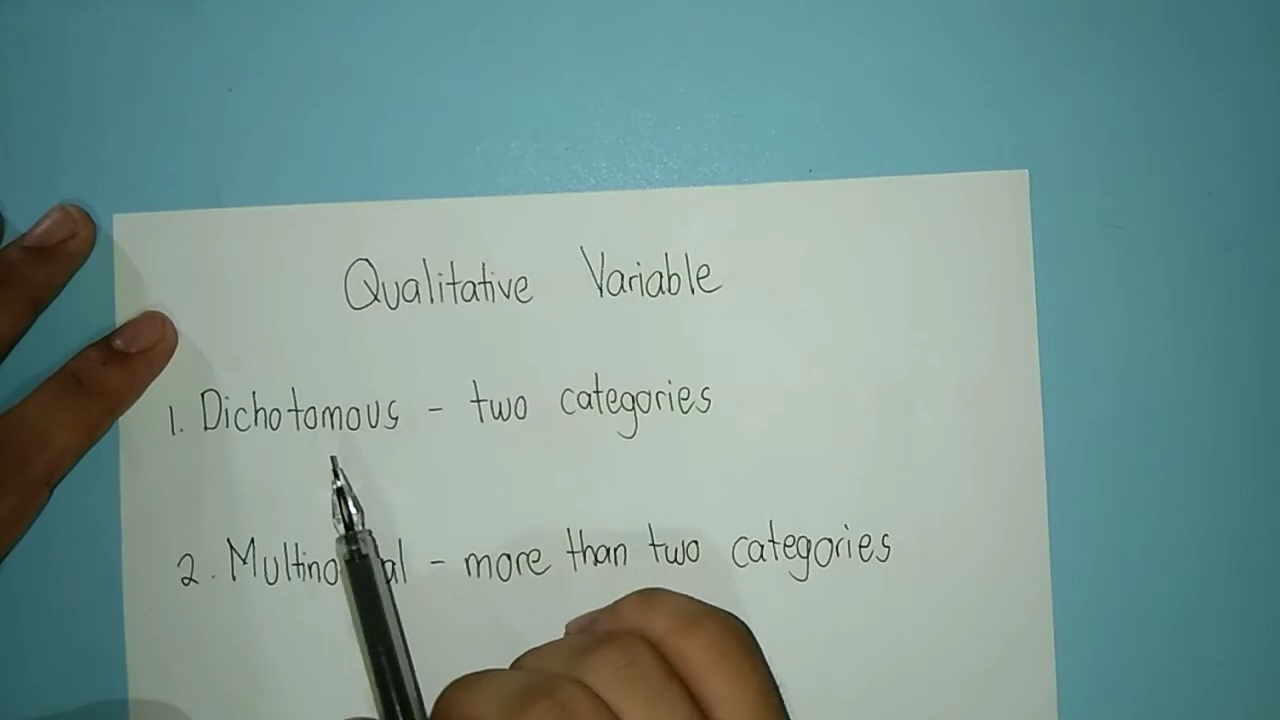 Qualitative Variable
1. Dichotomous - two categories
2. - more than two categories